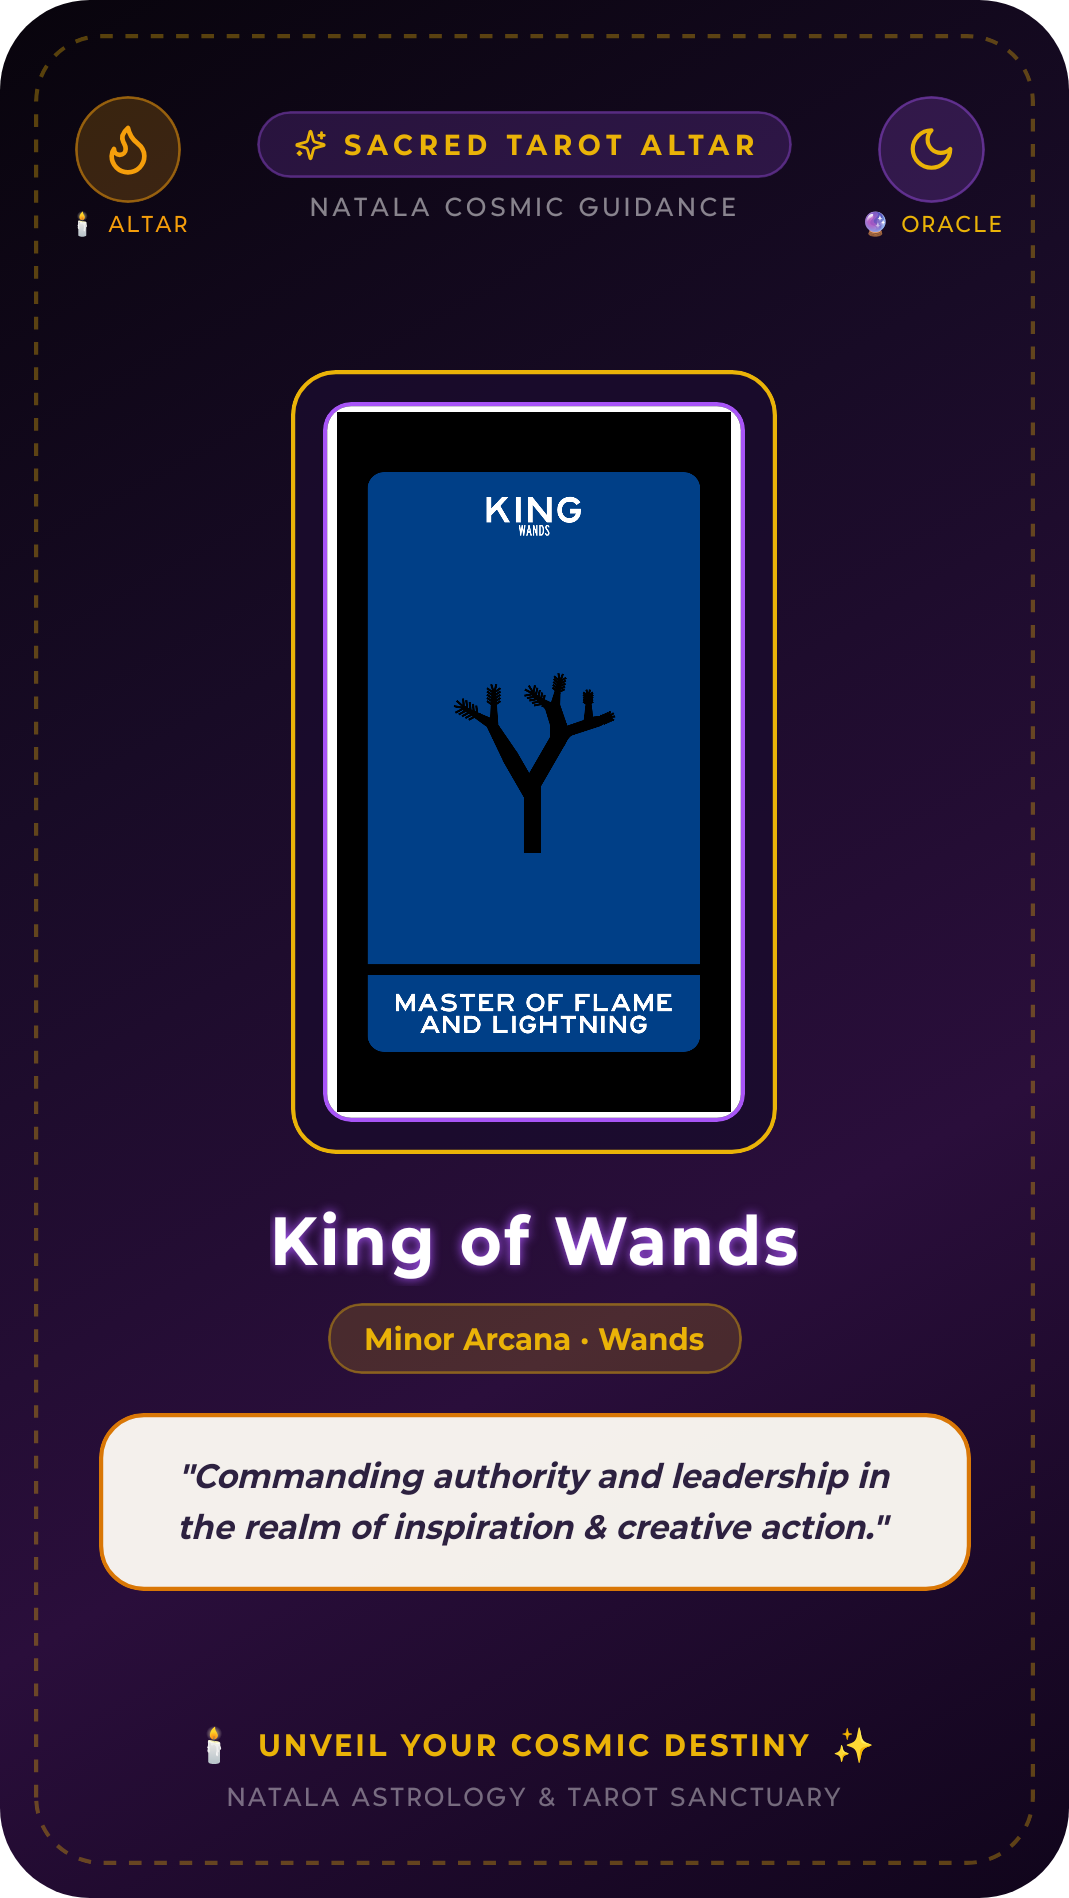 SACRED TAROT ALTAR
NATALA COSMIC GUIDANCE
ALTAR
ORACLE
KING
WANDS
MASTER OF FLAME
AND LIGHTNING
King of Wands
Minor Arcana · Wands
"Commanding authority and leadership in
the realm of inspiration & creative action."
UNVEIL YOUR COSMIC DESTINY
NATALA ASTROLOGY & TAROT SANCTUARY